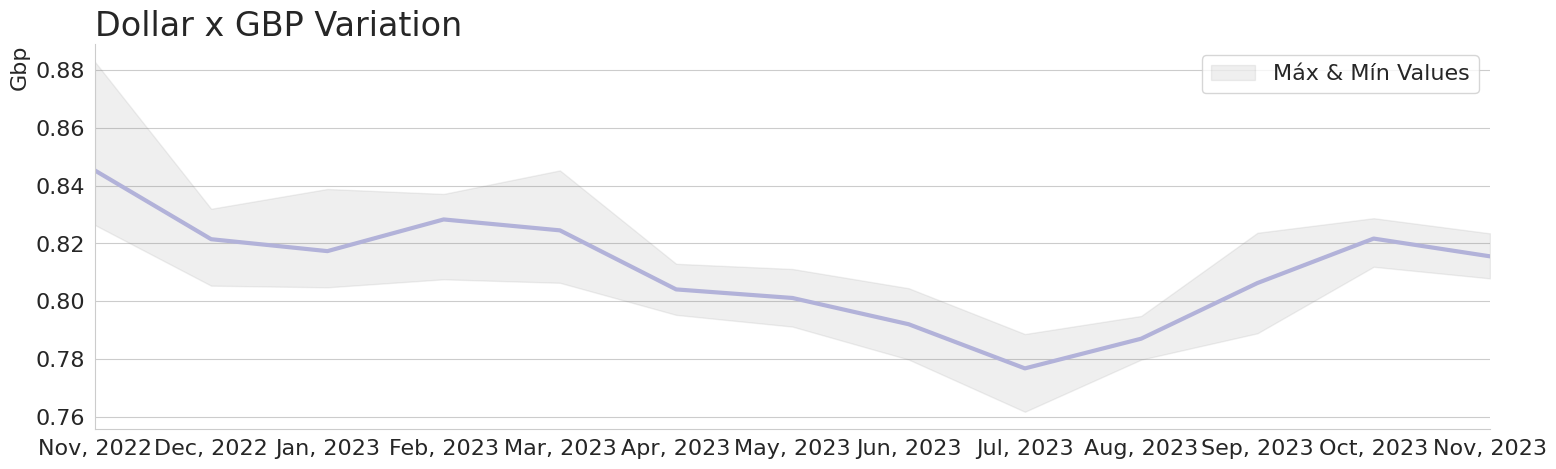 Dollar x GBP Variation
Gbp
Máx & Mín Values
0.88
0.86
0.84
0.82
0.80
0.78
0.76
Nov, 2022 Dec, 2022 Jan, 2023 Feb, 2023 Mar, 2023 Apr, 2023 May, 2023 Jun, 2023 Jul, 2023 Aug, 2023 Sep, 2023 Oct, 2023 Nov, 2023